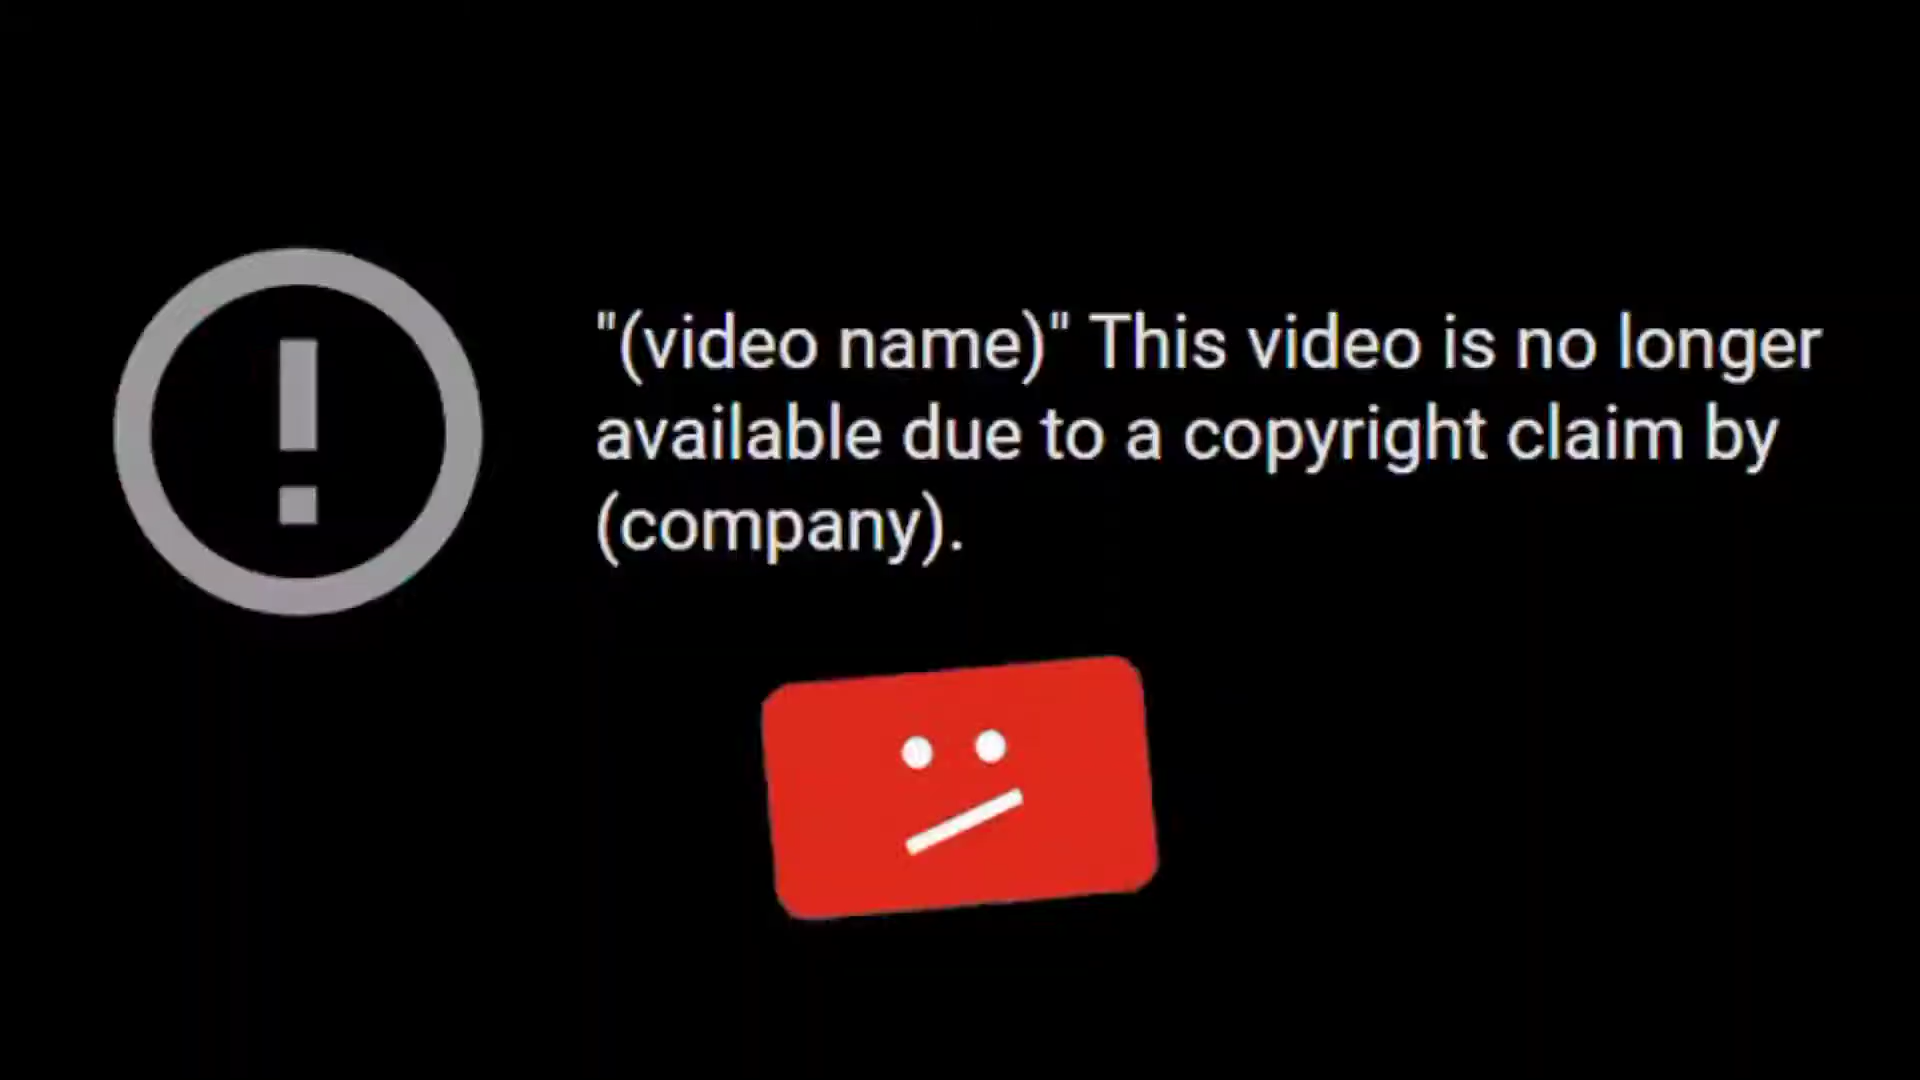 "(video name)" This video is no longer
available due to a copyright claim by
(company).